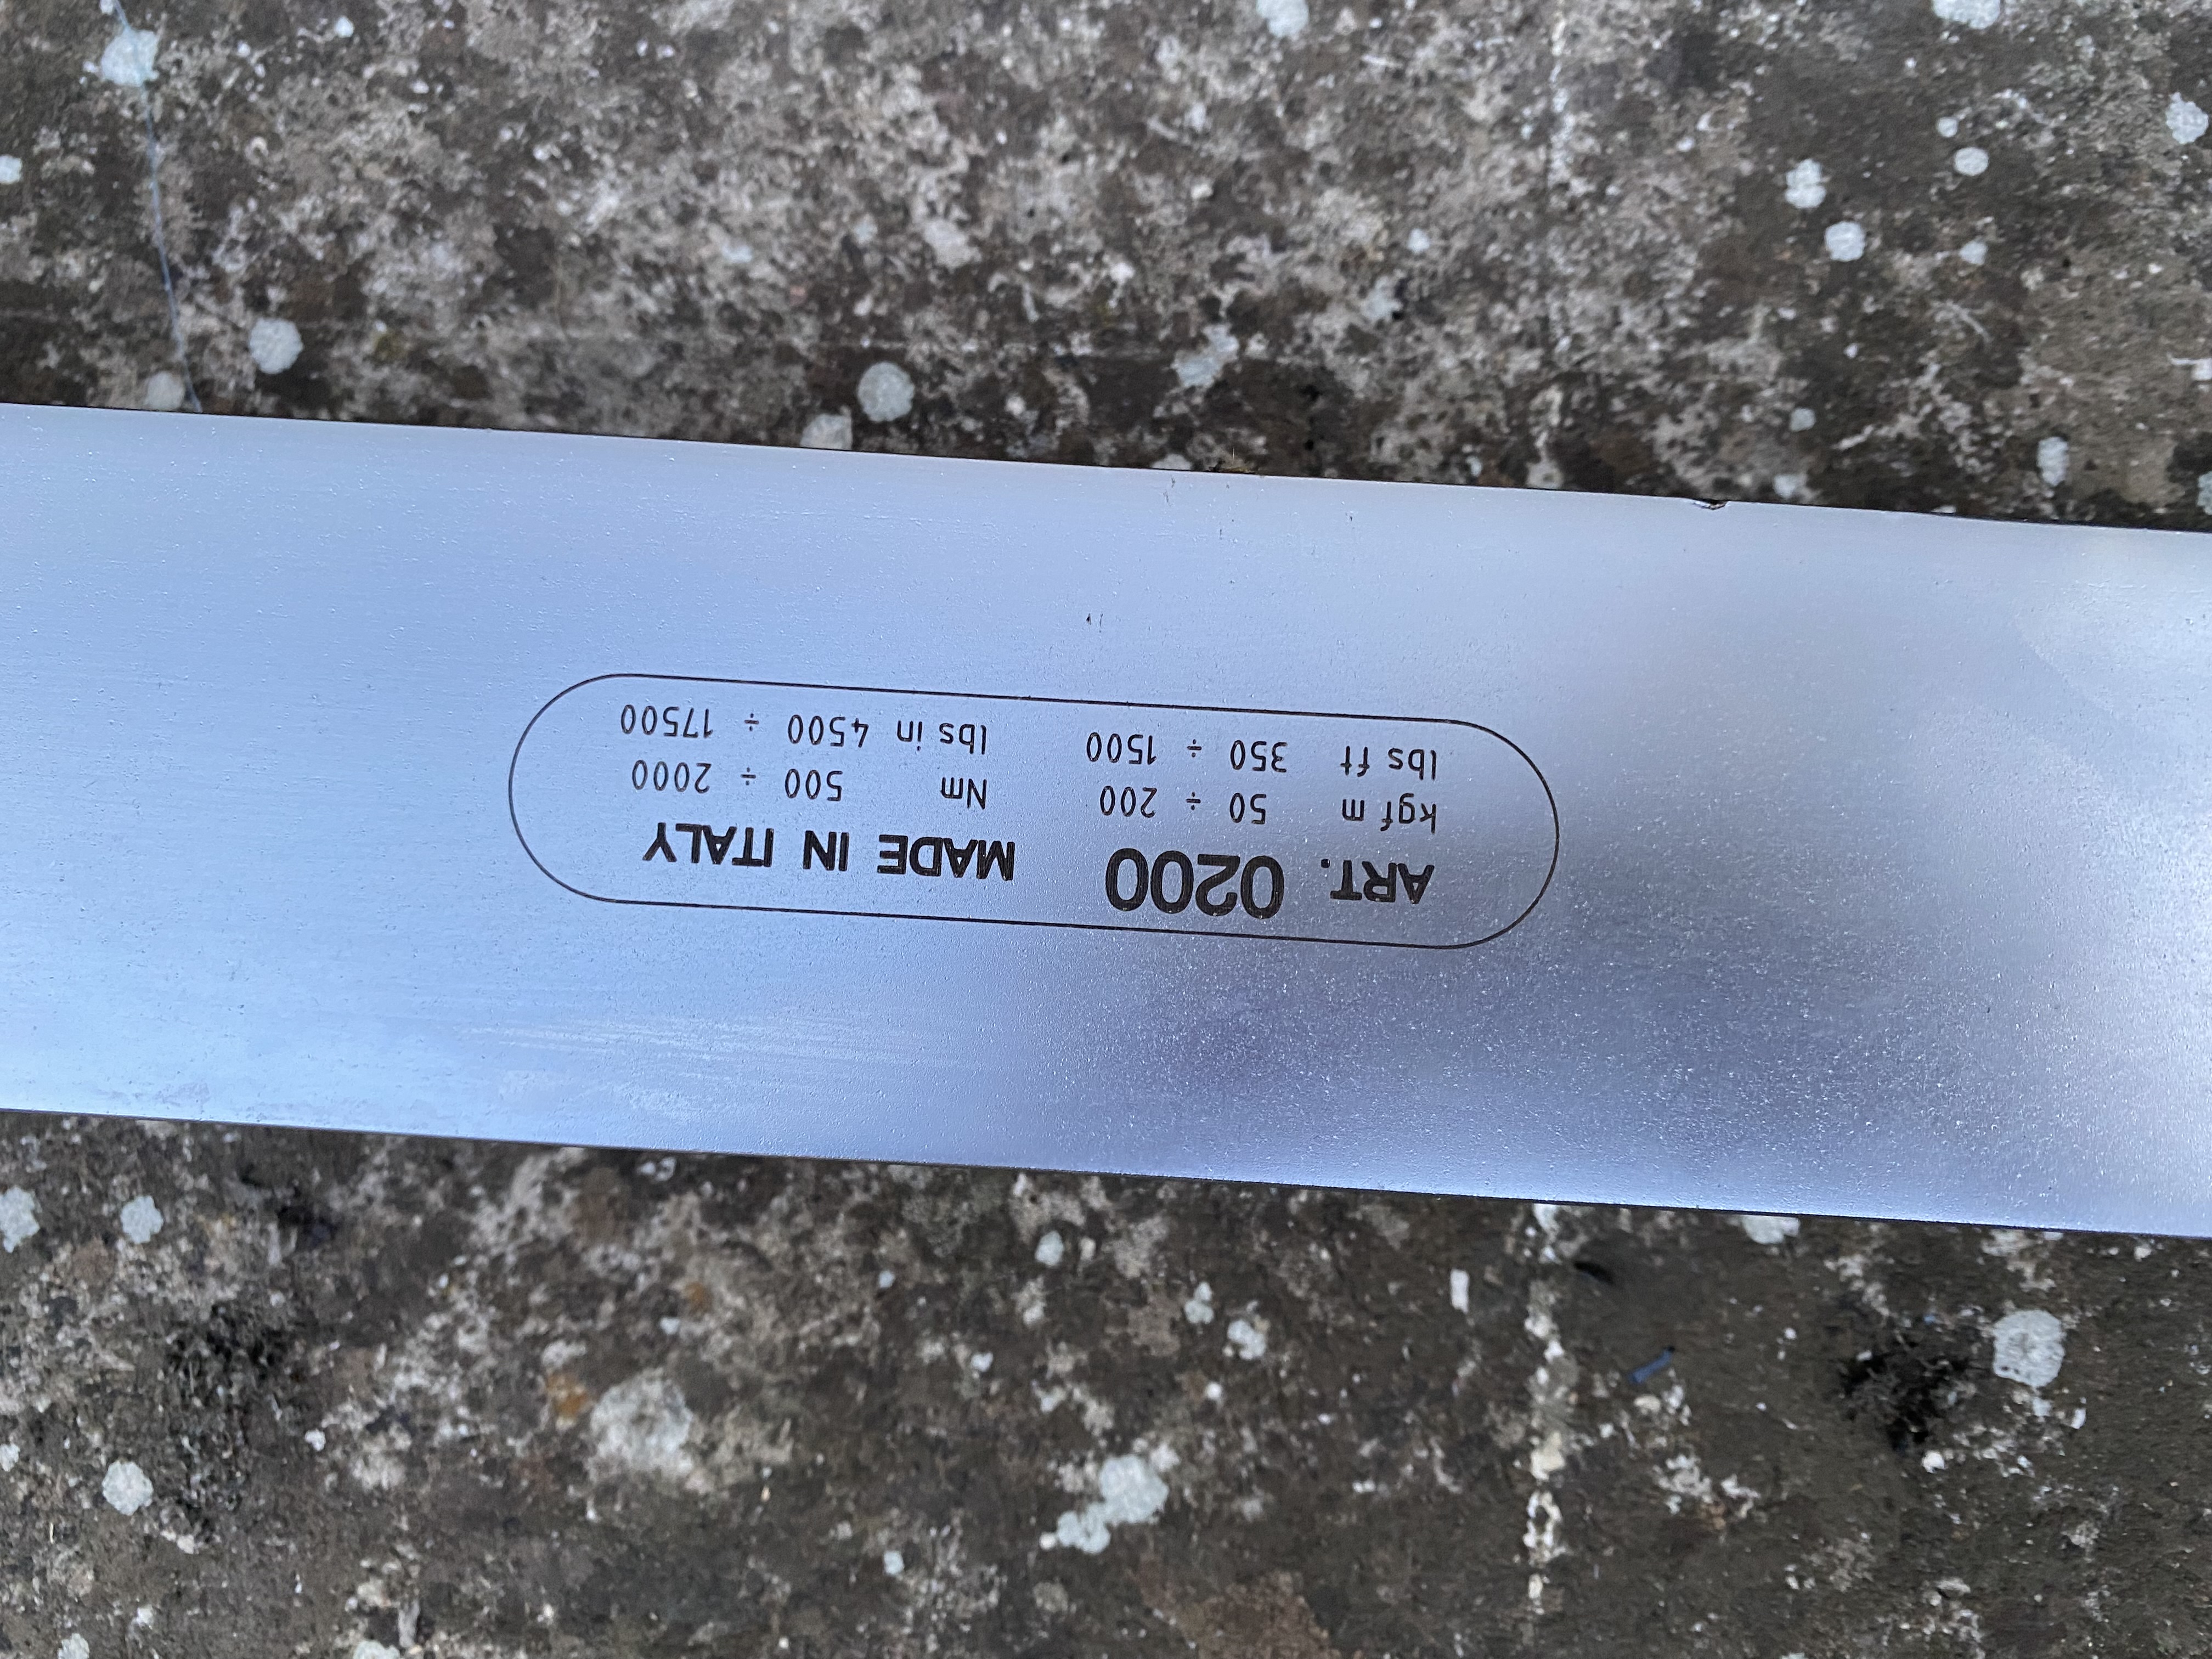 ART. 0200 MADE IN ITALY
kgf m 50 ÷ 200 Nm 500 ÷ 2000
lbs ft 350 ÷ 1500 lbs in 4500 ÷ 17500